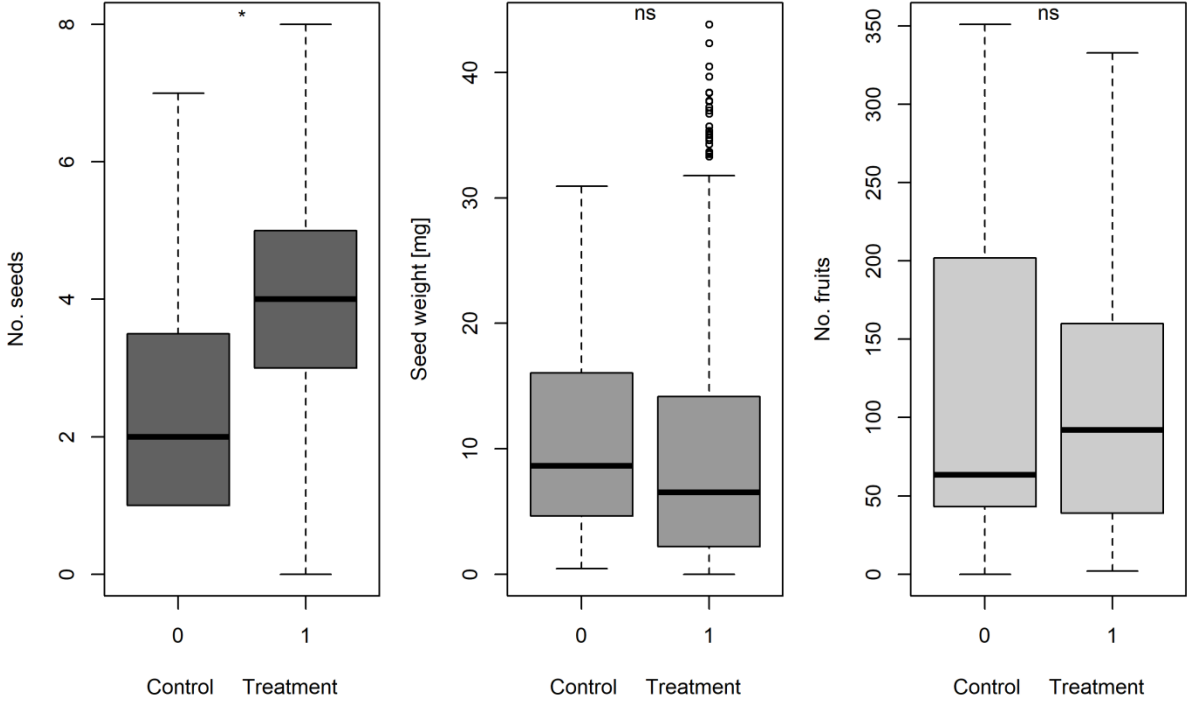 No. seeds
0
2
4
6
8
*
0
1
Control
Treatment
Seed weight [mg]
0
10
20
30
40
ns
0
1
Control
Treatment
No. fruits
0
50
100
150
200
250
300
350
ns
0
1
Control
Treatment